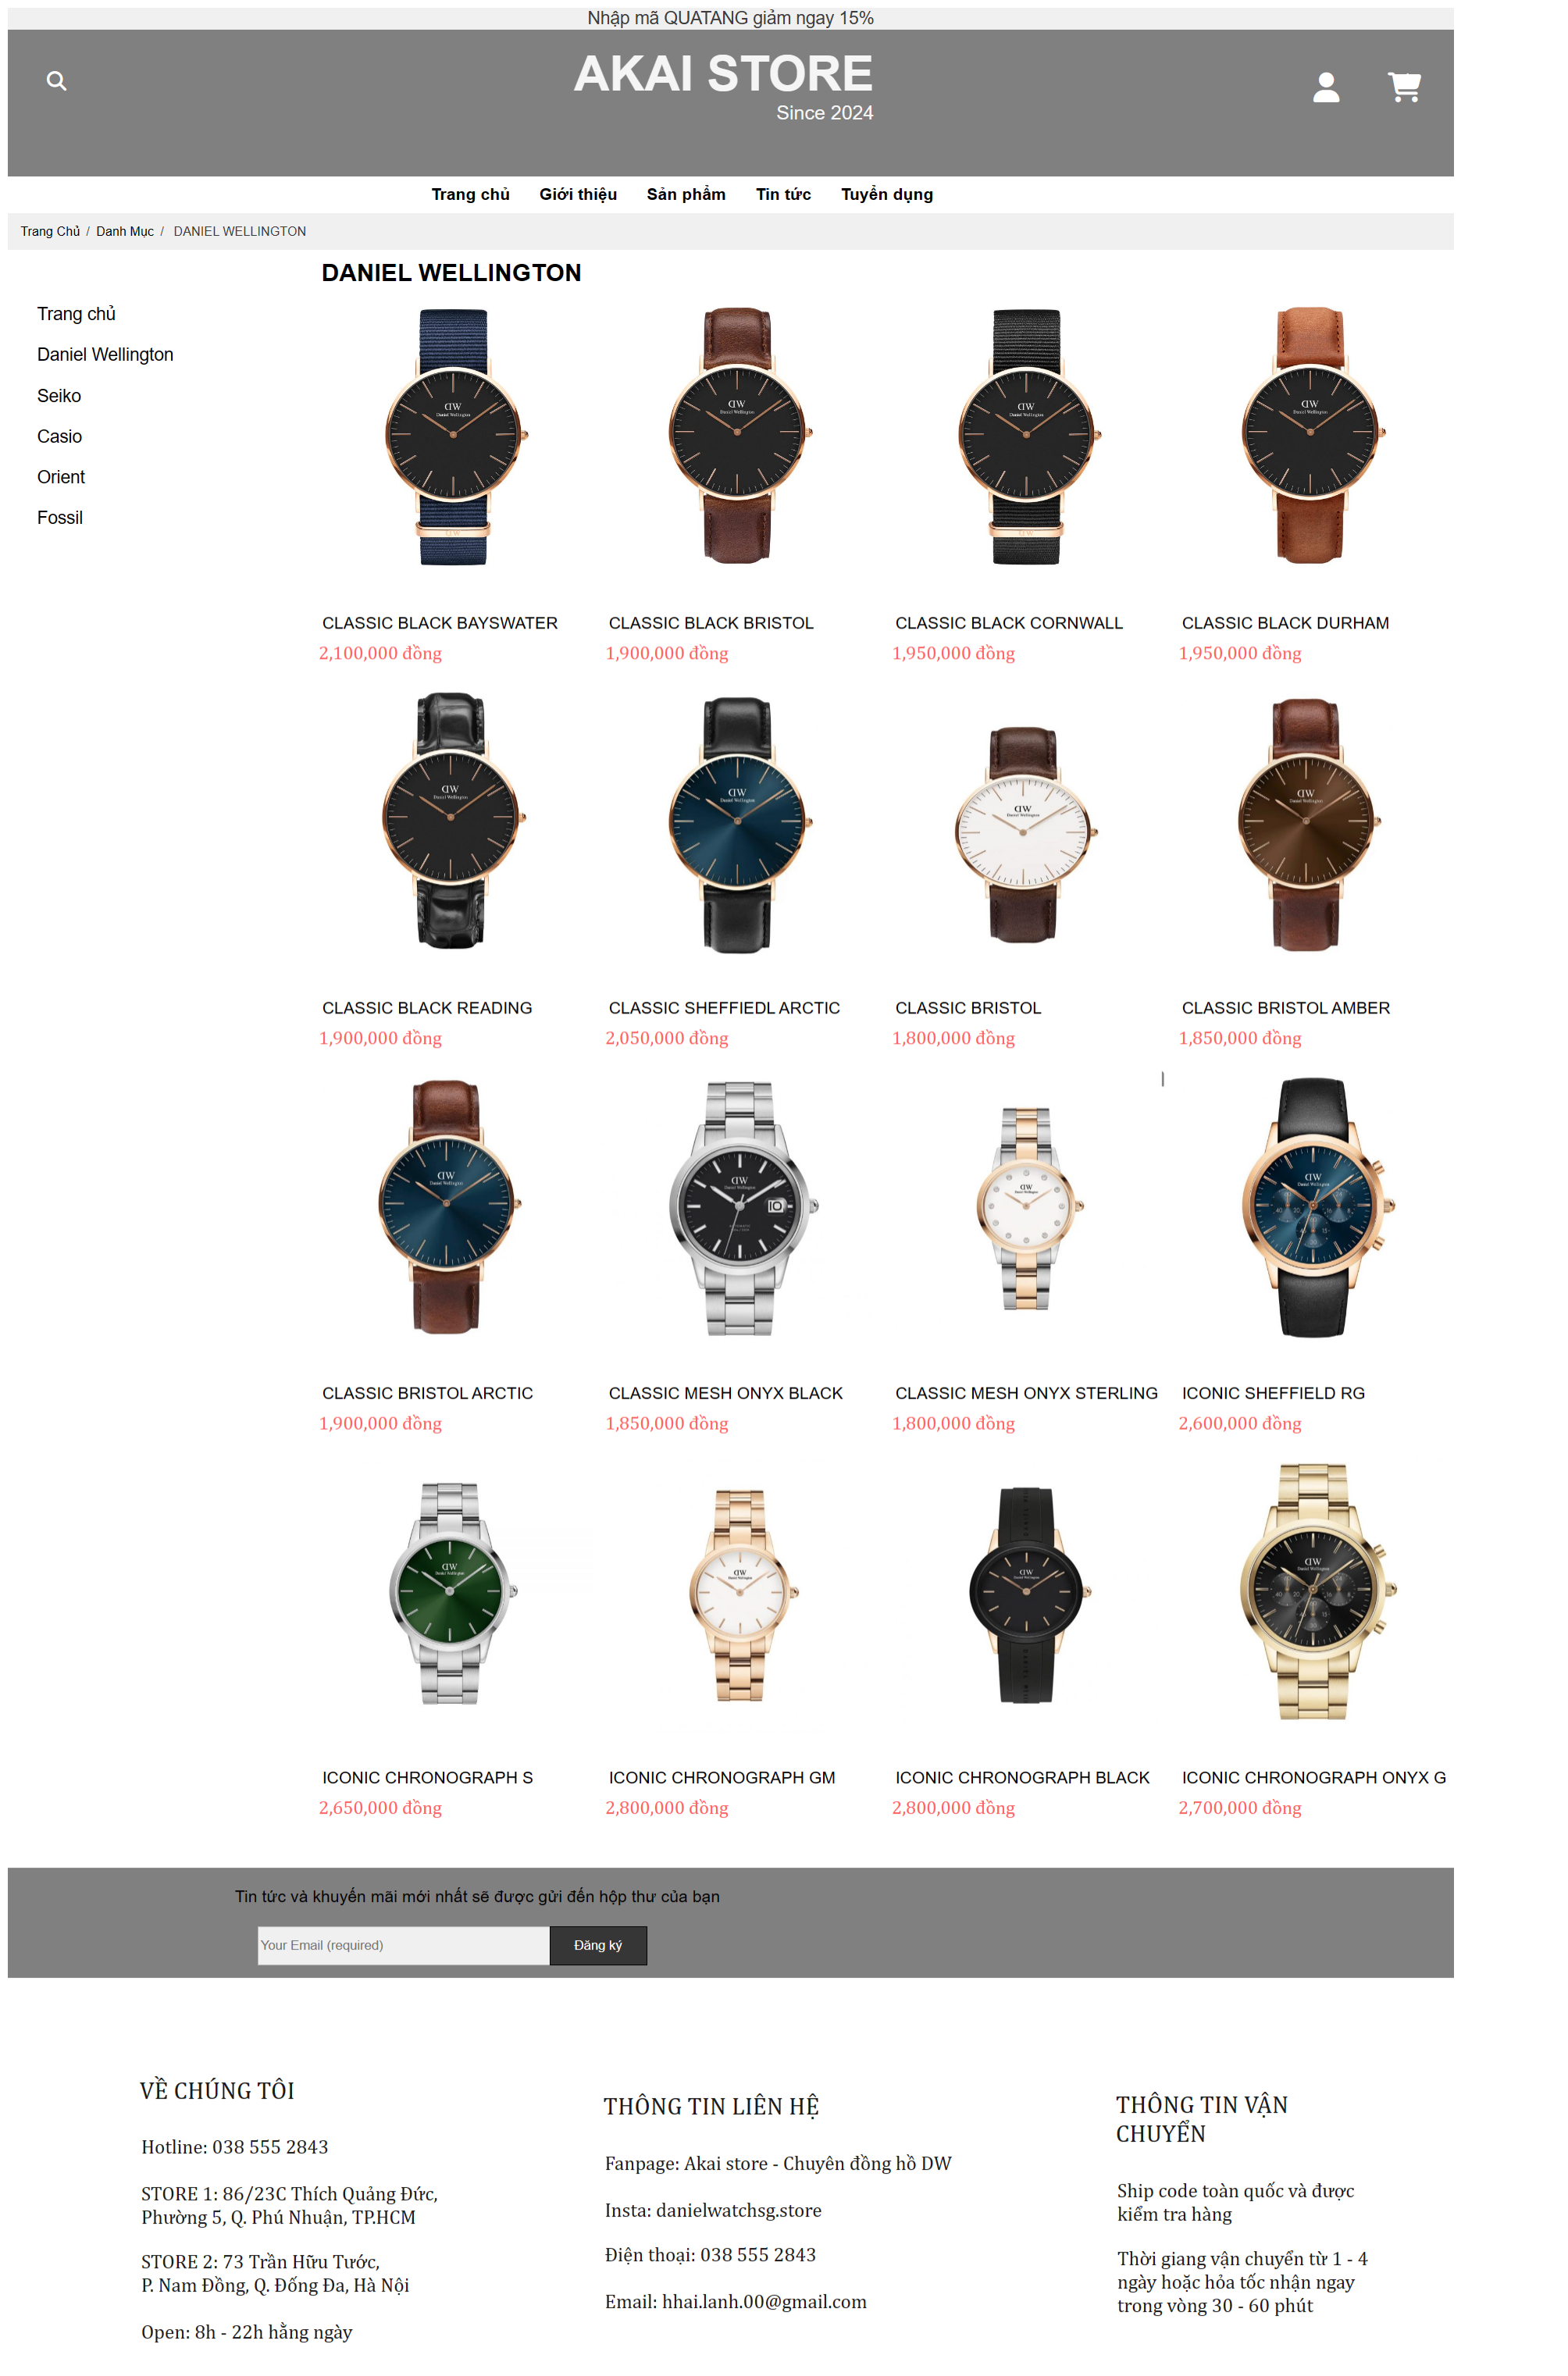 Nhập mã QUATANG giảm ngay 15%
AKAI STORE
Since 2024
Trang chủ Giới thiệu Sản phẩm Tin tức Tuyển dụng
Trang Chủ / Danh Mục / DANIEL WELLINGTON
DANIEL WELLINGTON
Trang chủ
Daniel Wellington
Seiko
Casio
Orient
Fossil
CLASSIC BLACK BAYSWATER CLASSIC BLACK BRISTOL CLASSIC BLACK CORNWALL CLASSIC BLACK DURHAM
2,100,000 đồng 1,900,000 đồng 1,950,000 đồng 1,950,000 đồng
CLASSIC BLACK READING CLASSIC SHEFFIEDL ARCTIC CLASSIC BRISTOL CLASSIC BRISTOL AMBER
1,900,000 đồng 2,050,000 đồng 1,800,000 đồng 1,850,000 đồng
CLASSIC BRISTOL ARCTIC CLASSIC MESH ONYX BLACK CLASSIC MESH ONYX STERLING ICONIC SHEFFIELD RG
1,900,000 đồng 1,850,000 đồng 1,800,000 đồng 2,600,000 đồng
ICONIC CHRONOGRAPH S ICONIC CHRONOGRAPH GM ICONIC CHRONOGRAPH BLACK ICONIC CHRONOGRAPH ONYX G
2,650,000 đồng 2,800,000 đồng 2,800,000 đồng 2,700,000 đồng
Tin tức và khuyến mãi mới nhất sẽ được gửi đến hộp thư của bạn
Your Email (required) Đăng ký
VỀ CHÚNG TÔI
Hotline: 038 555 2843
STORE 1: 86/23C Thích Quảng Đức,
Phường 5, Q. Phú Nhuận, TP.HCM
STORE 2: 73 Trần Hữu Tước,
P. Nam Đồng, Q. Đống Đa, Hà Nội
Open: 8h - 22h hằng ngày
THÔNG TIN LIÊN HỆ
Fanpage: Akai store - Chuyên đồng hồ DW
Insta: danielwatchsg.store
Điện thoại: 038 555 2843
Email: hhai.lanh.00@gmail.com
THÔNG TIN VẬN
CHUYỂN
Ship code toàn quốc và được
kiểm tra hàng
Thời giang vận chuyển từ 1 - 4
ngày hoặc hỏa tốc nhận ngay
trong vòng 30 - 60 phút